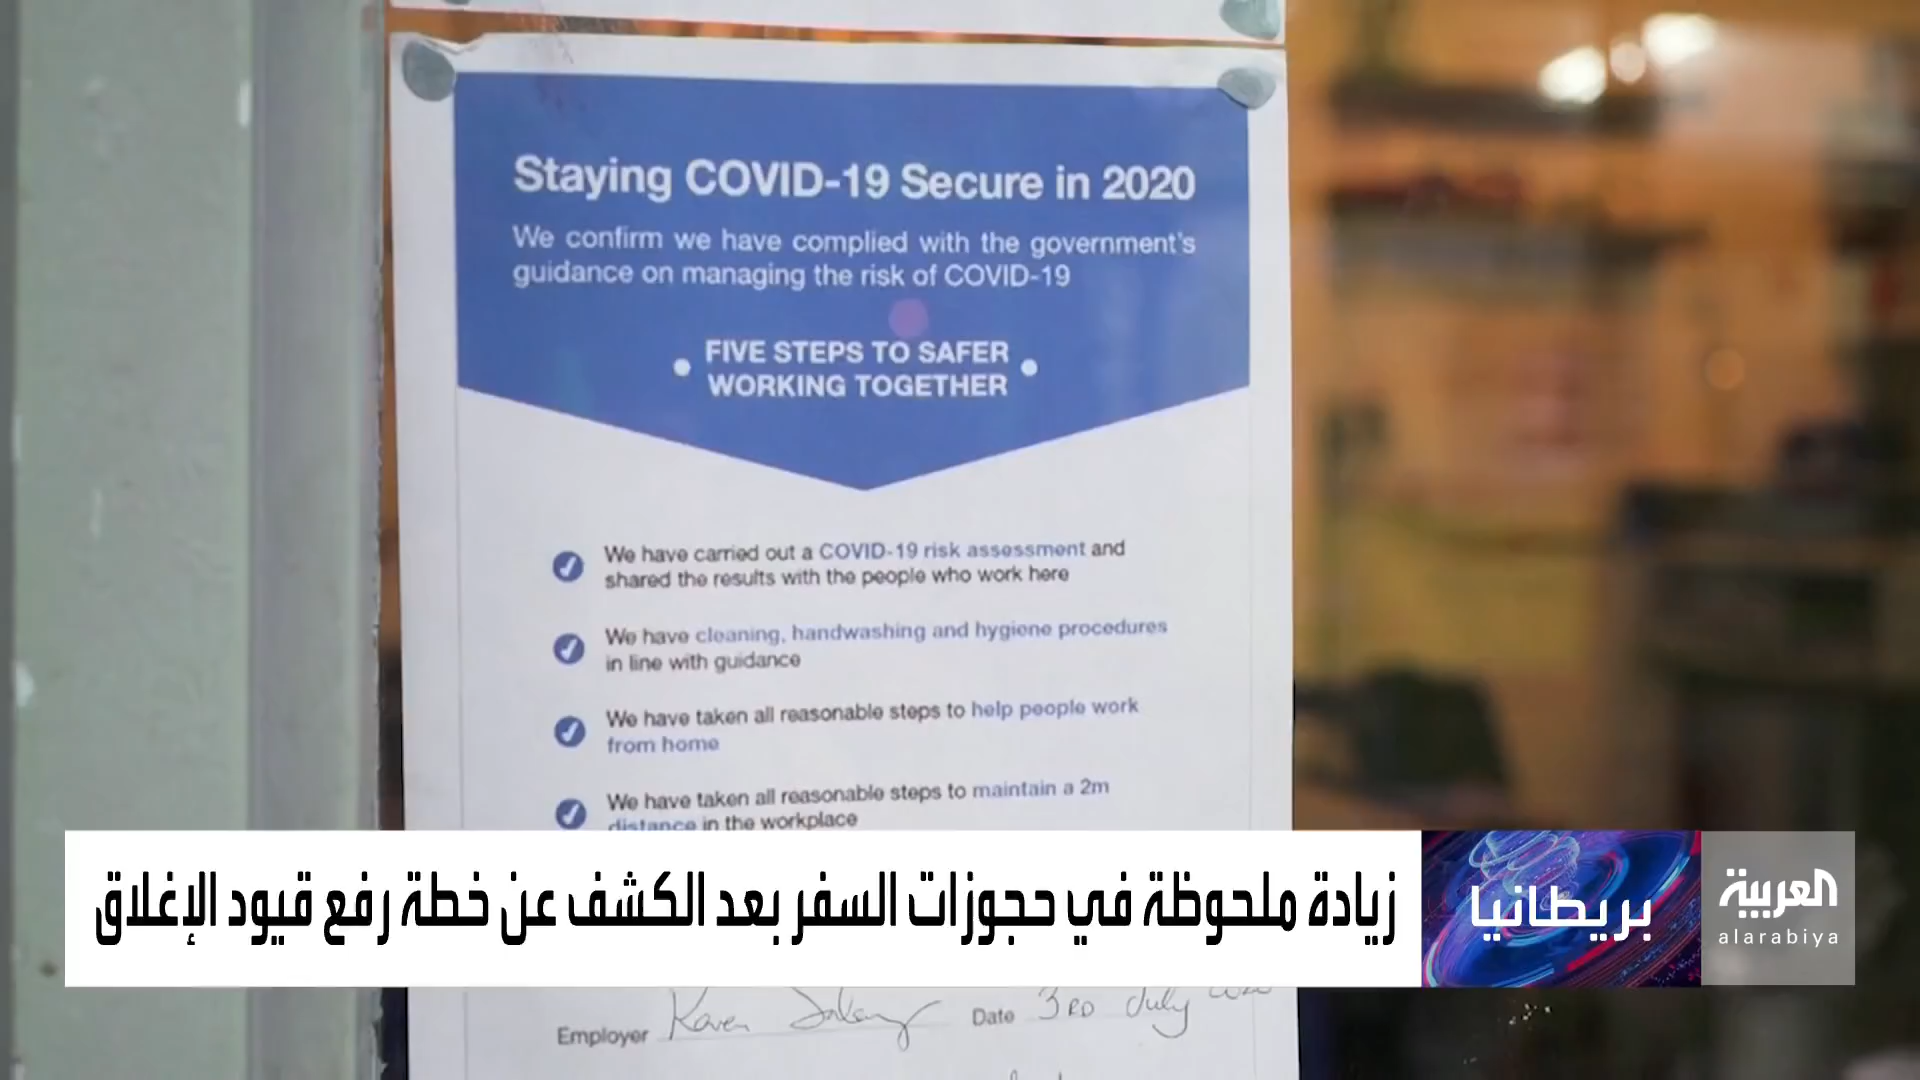 Staying COVID-19 Secure in 2020
We confirm we have complied with the government's
guidance on managing the risk of COVID-19
FIVE STEPS TO SAFER
WORKING TOGETHER
We have carried out a COVID-19 risk assessment and
shared the results with the people who work here
We have cleaning, handwashing and hygiene procedures
in line with guidance
We have taken all reasonable steps to help people work
from home
We have taken all reasonable steps to maintain a 2m
distance in the workplace
زيادة ملحوظة في حجوزات السفر بعد الكشف عن خطة رفع قيود الإغلاق
بريطانيا
العربية
alarabiya
Employer Karen
Date 3RD July